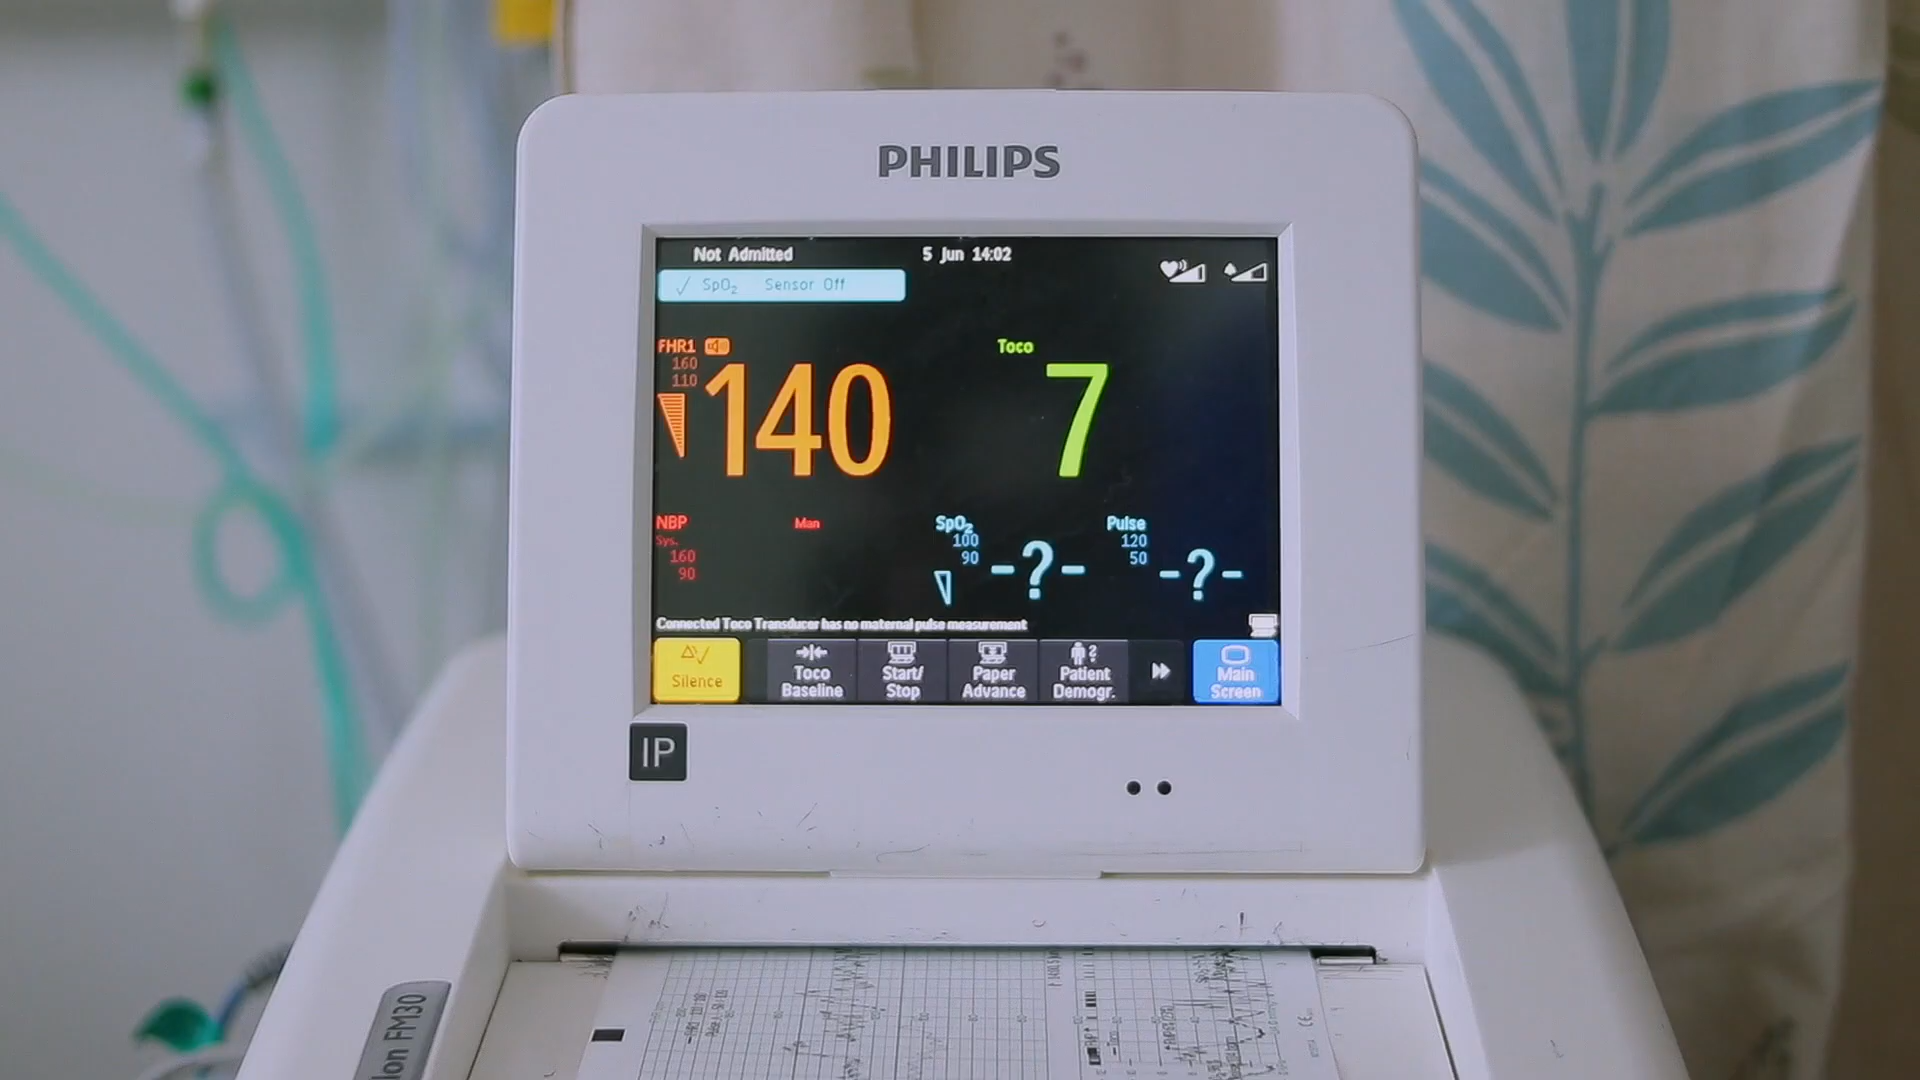 PHILIPS
Not Admitted
5 Jun 14:02
SpO₂ Sensor Off
FHR1
160
110
140
Toco
7
NBP
Man
Sys.
160
90
SpO₂
100
90
-?-
Pulse
120
50
-?-
Connected Toco Transducer has no maternal pulse measurement
Silence
Toco
Baseline
Start/
Stop
Paper
Advance
Patient
Demogr.
Main
Screen
IP
lon FM30